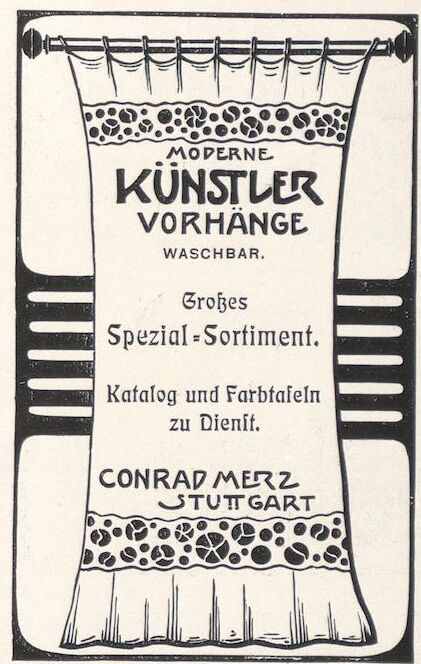 MODERNE
KÜNSTLER
VORHÄNGE
WASCHBAR.
Großes
Spezial=Sortiment.
Katalog und Farbtafeln
zu Dienst.
CONRAD MERZ
STUTTGART